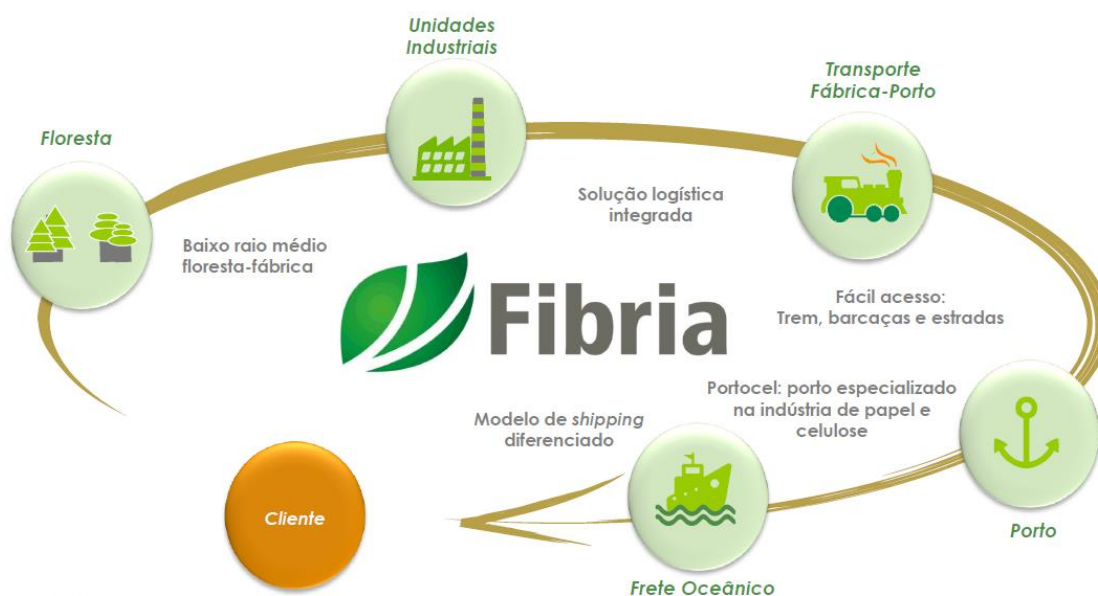 Unidades
Industriais
Transporte
Fábrica-Porto
Floresta
Solução logística
integrada
Baixo raio médio
floresta-fábrica
Fibria
Fácil acesso:
Trem, barcaças e estradas
Portocel: porto especializado
na indústria de papel e
celulose
Modelo de shipping
diferenciado
Cliente
Porto
Frete Oceânico